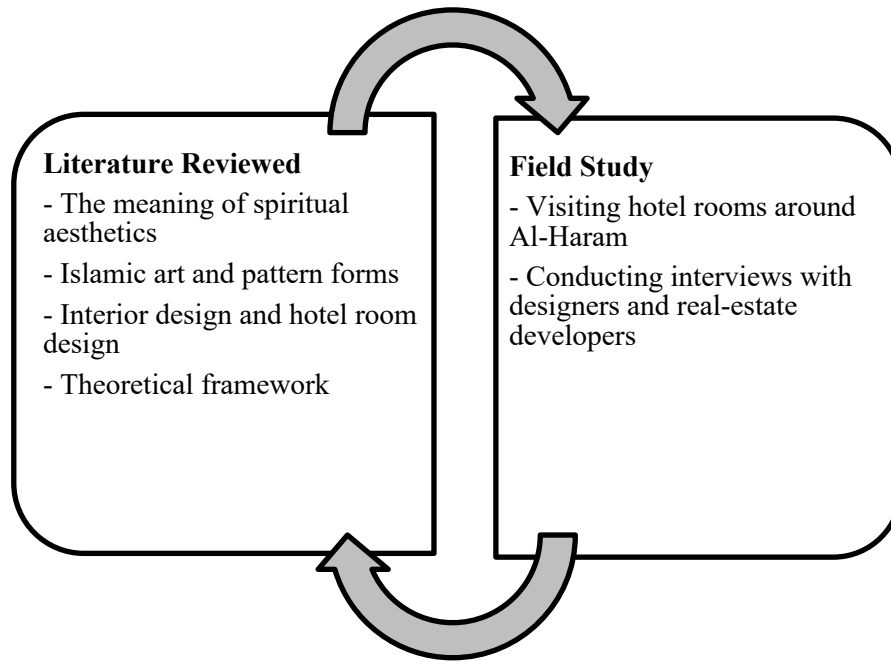 Literature Reviewed
- The meaning of spiritual
aesthetics
- Islamic art and pattern forms
- Interior design and hotel room
design
- Theoretical framework
Field Study
- Visiting hotel rooms around
Al-Haram
- Conducting interviews with
designers and real-estate
developers